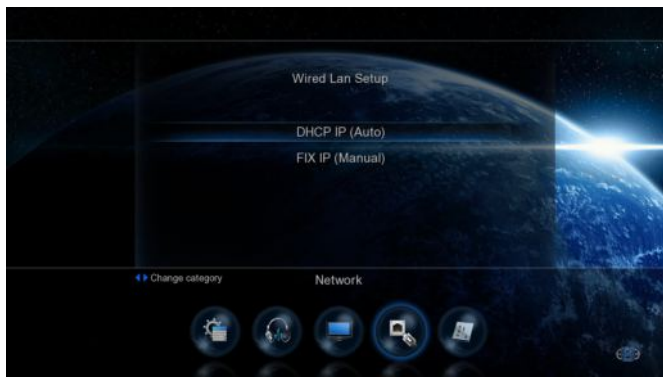 Wired Lan Setup
DHCP IP (Auto)
FIX IP (Manual)
Change category
Network